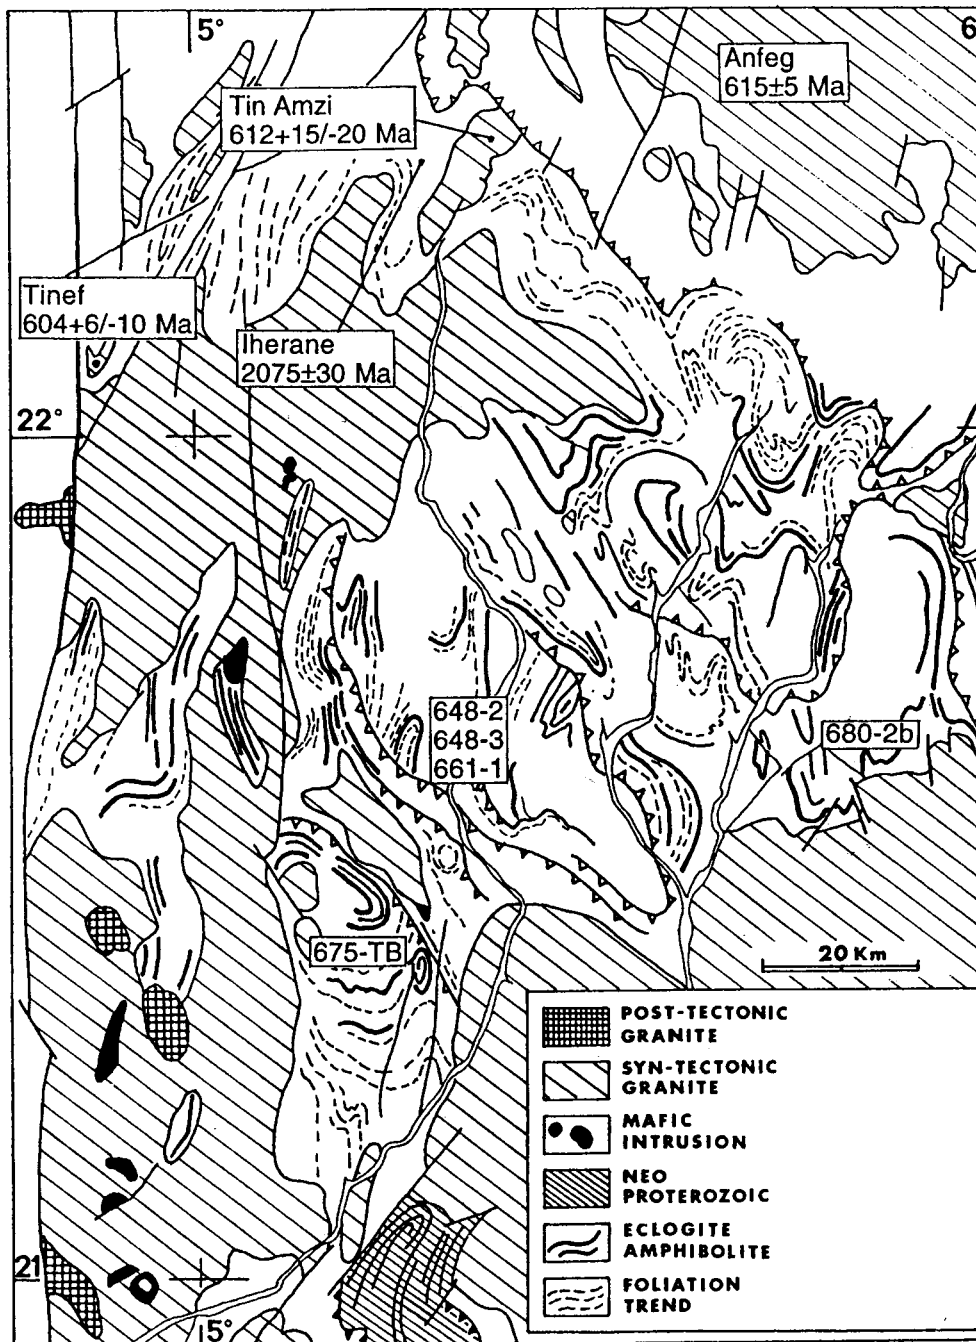 5°
6
Anfeg
615±5 Ma
Tin Amzi
612+15/-20 Ma
Tinef
604+6/-10 Ma
Iherane
2075±30 Ma
22°
648-2
648-3
661-1
680-2b
675-TB
20 Km
POST-TECTONIC
GRANITE
SYN-TECTONIC
GRANITE
MAFIC
INTRUSION
NEO
PROTEROZOIC
ECLOGITE
AMPHIBOLITE
FOLIATION
TREND
21
5°